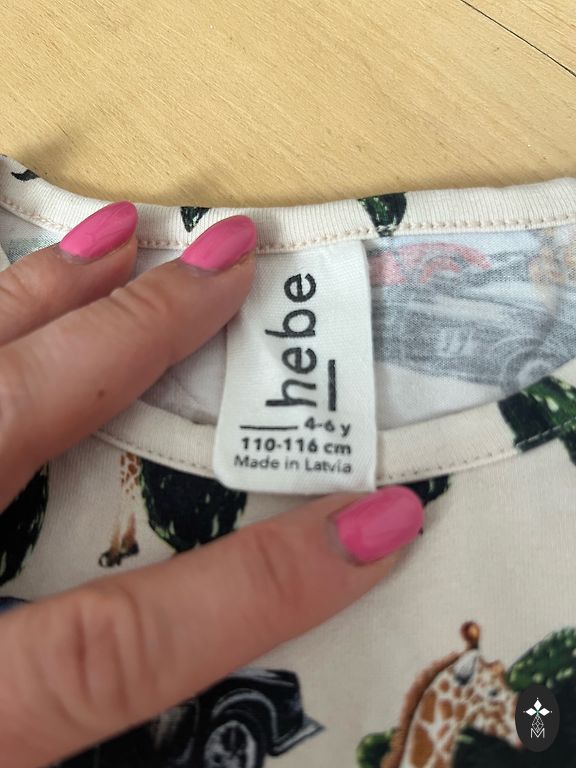 hebe
4-6 y
110-116 cm
Made in Latvia